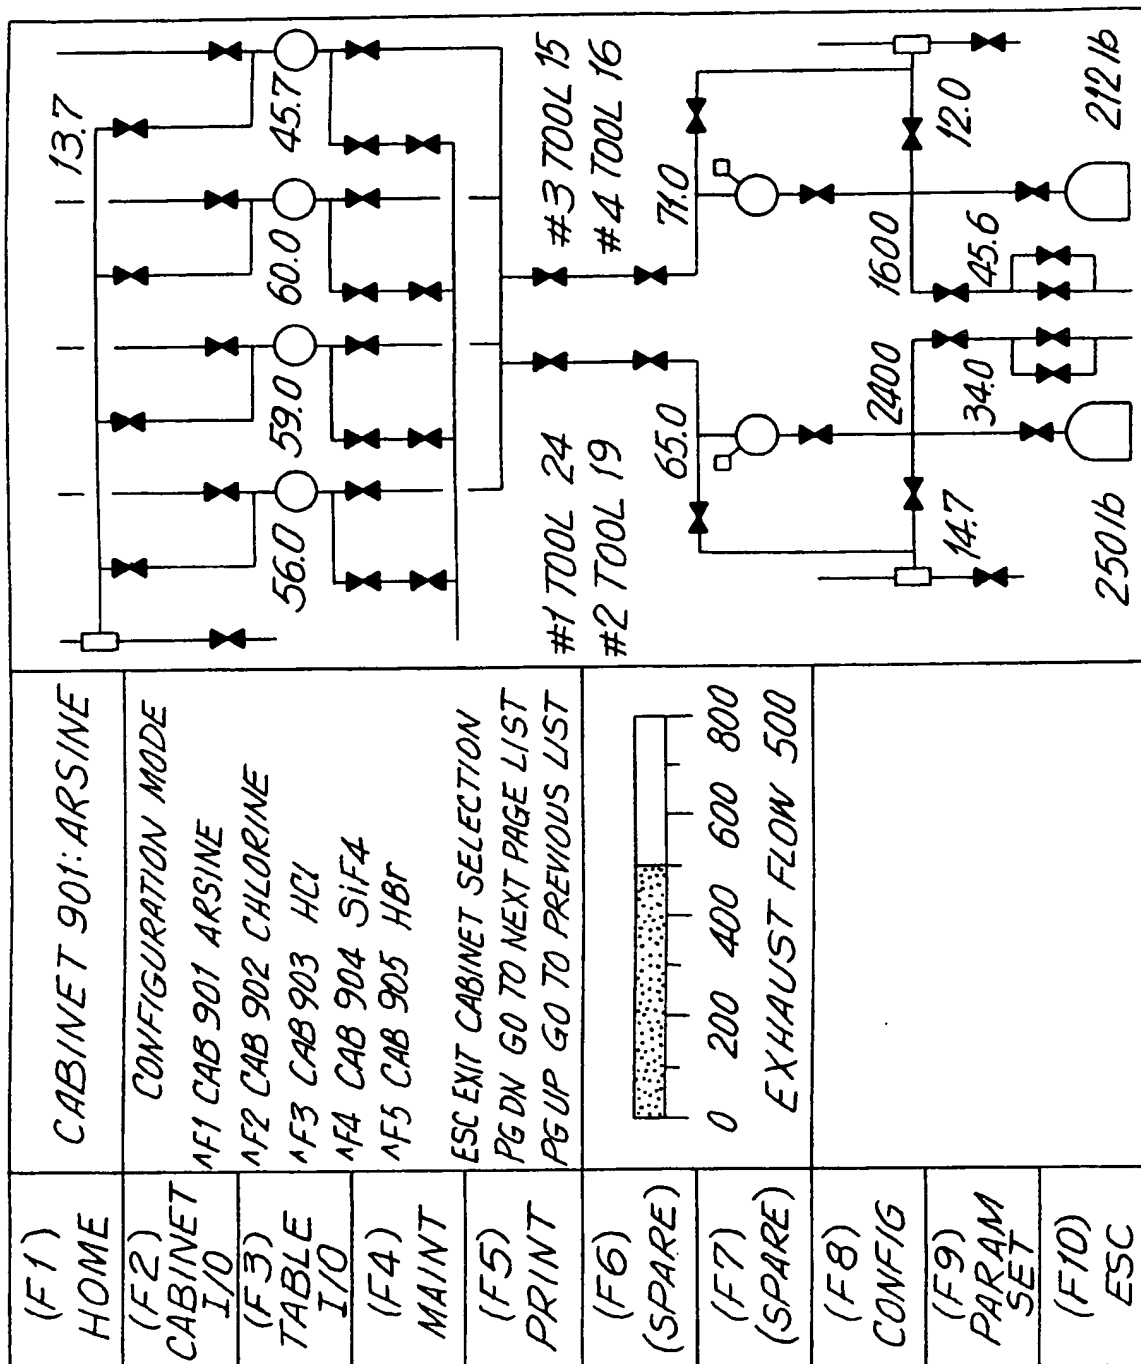 (F1)
HOME
(F2)
CABINET
I/O
(F3)
TABLE
I/O
(F4)
MAINT
(F5)
PRINT
(F6)
(SPARE)
(F7)
(SPARE)
(F8)
CONFIG
(F9)
PARAM
SET
(F10)
ESC
CABINET 901: ARSINE
CONFIGURATION MODE
^F1 CAB 901 ARSINE
^F2 CAB 902 CHLORINE
^F3 CAB 903 HCl
^F4 CAB 904 SiF4
^F5 CAB 905 HBr
ESC EXIT CABINET SELECTION
PG DN GO TO NEXT PAGE LIST
PG UP GO TO PREVIOUS LIST
0 200 400 600 800
EXHAUST FLOW 500
13.7
56.0 59.0 60.0 45.7
#1 TOOL 24
#2 TOOL 19
#3 TOOL 15
#4 TOOL 16
65.0 71.0
2400 1600
14.7 34.0 45.6 12.0
250 lb 212 lb